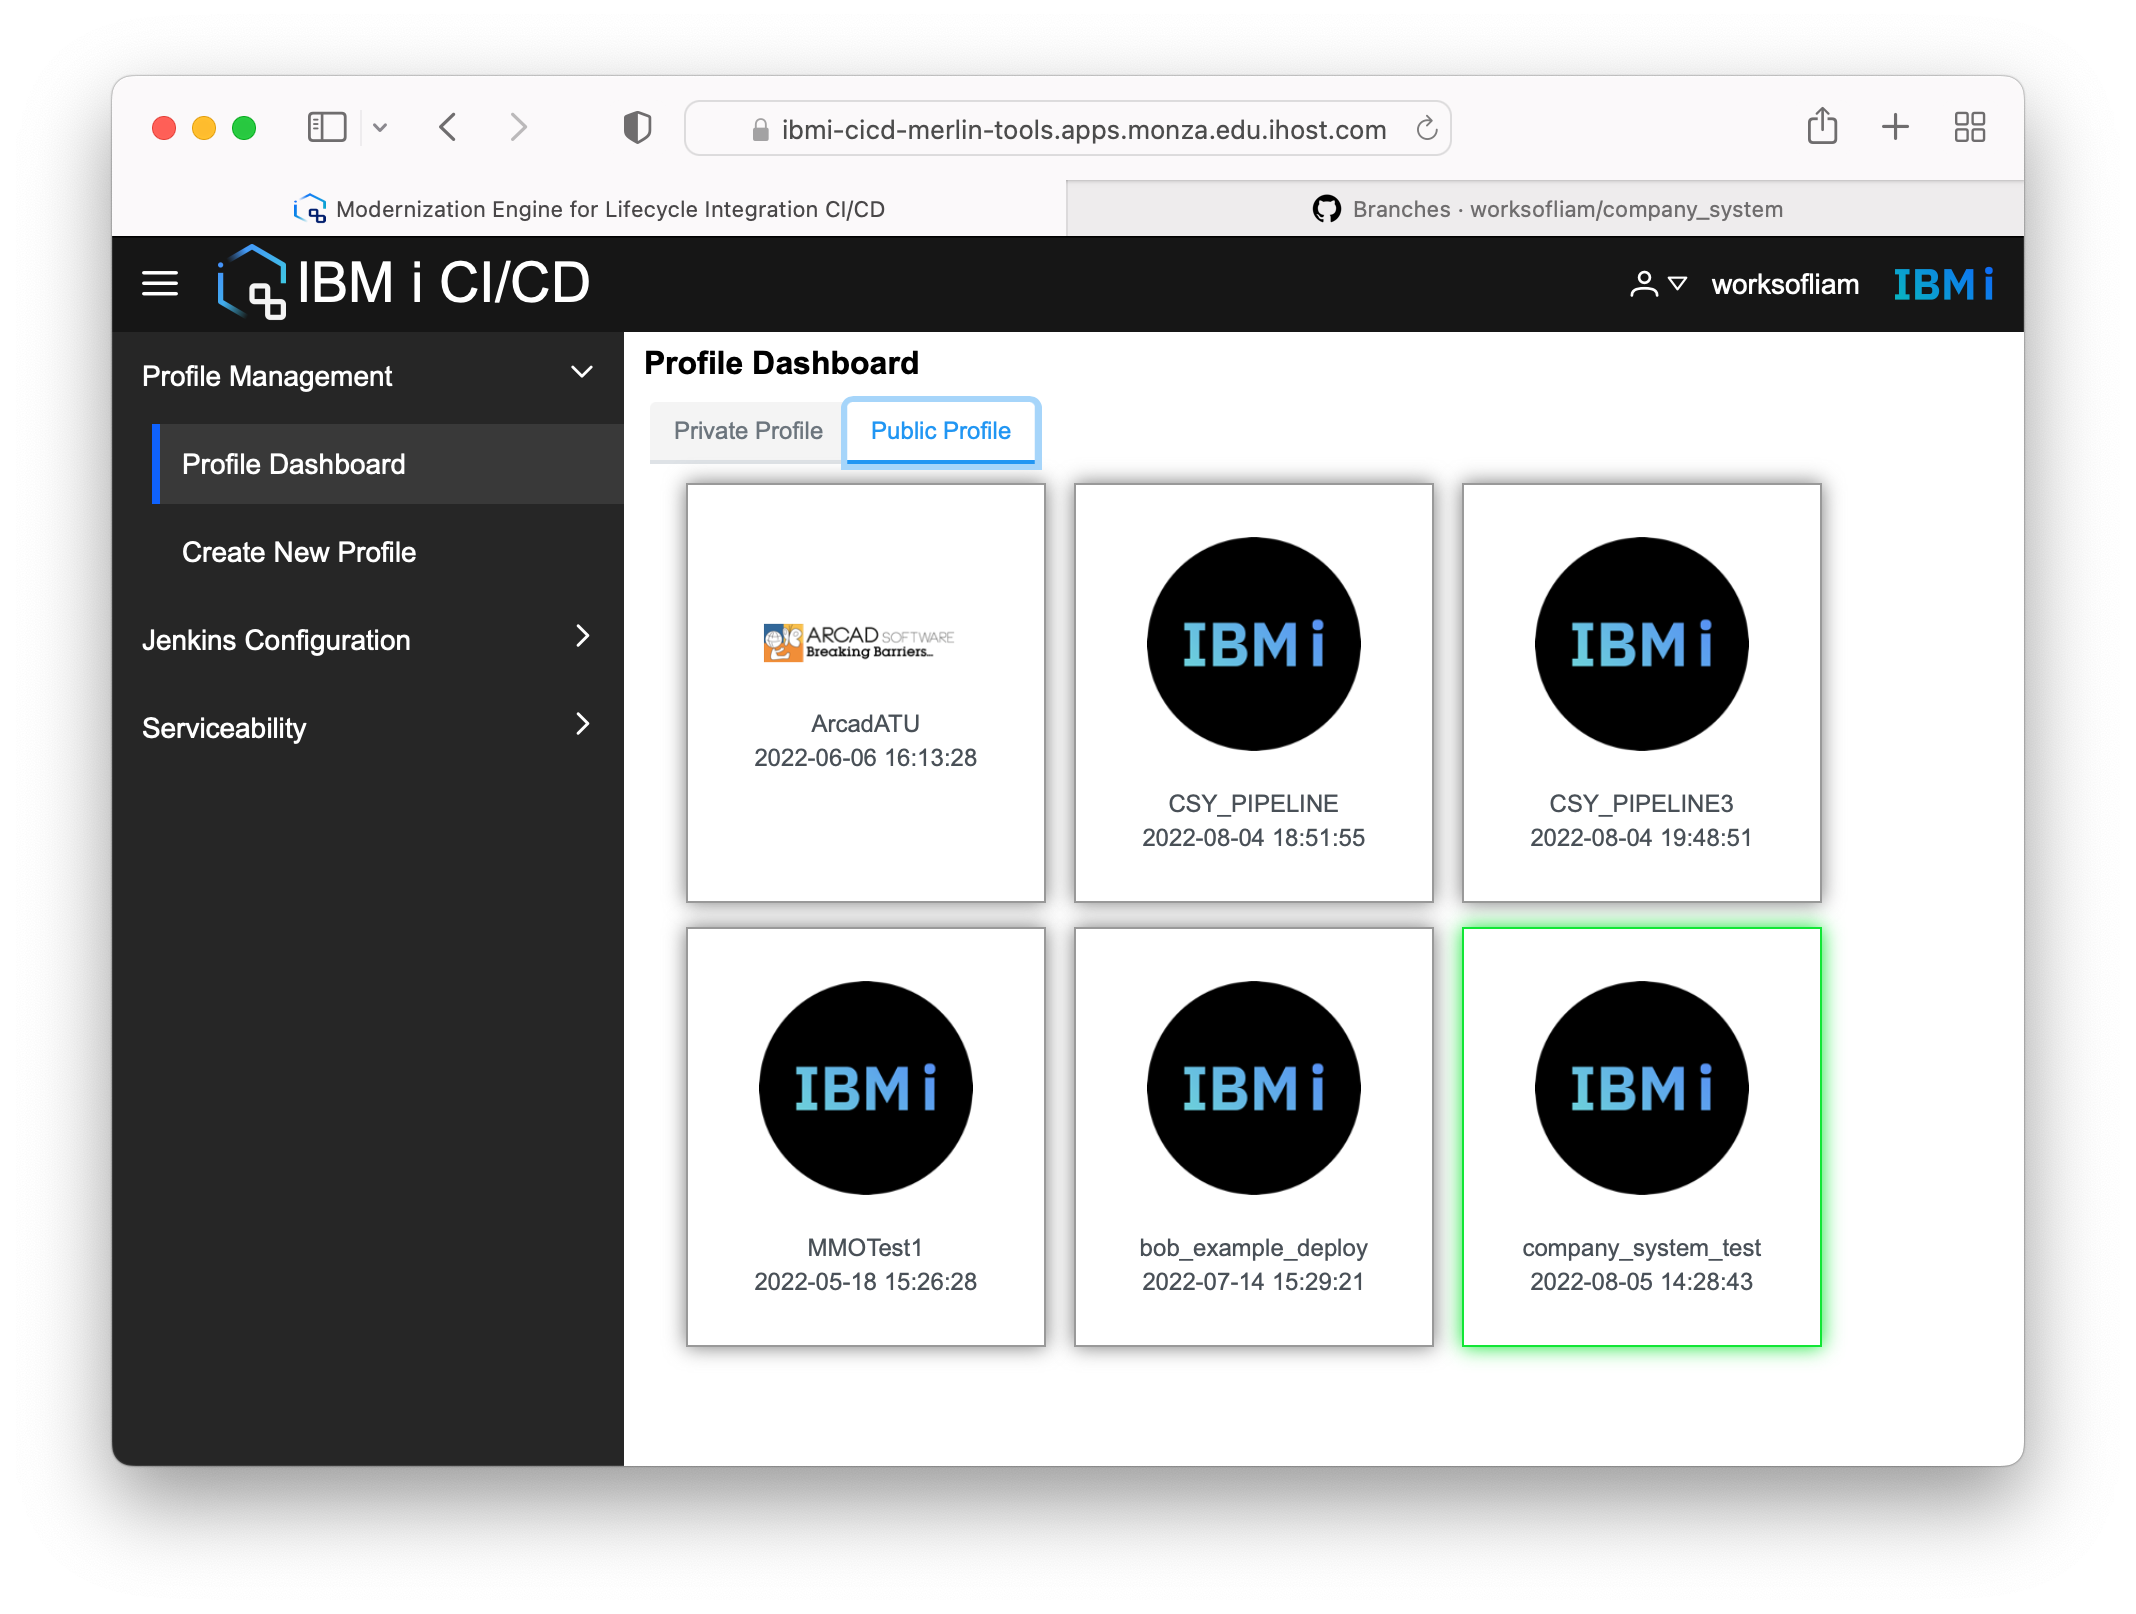 ibmi-cicd-merlin-tools.apps.monza.edu.ihost.com
Modernization Engine for Lifecycle Integration CI/CD
Branches · worksofliam/company_system
IBM i CI/CD
worksofliam
IBM i
Profile Management
Profile Dashboard
Create New Profile
Jenkins Configuration
Serviceability
Profile Dashboard
Private Profile
Public Profile
ARCAD SOFTWARE
Breaking Barriers...
ArcadATU
2022-06-06 16:13:28
IBM i
CSY_PIPELINE
2022-08-04 18:51:55
IBM i
CSY_PIPELINE3
2022-08-04 19:48:51
IBM i
MMOTest1
2022-05-18 15:26:28
IBM i
bob_example_deploy
2022-07-14 15:29:21
IBM i
company_system_test
2022-08-05 14:28:43